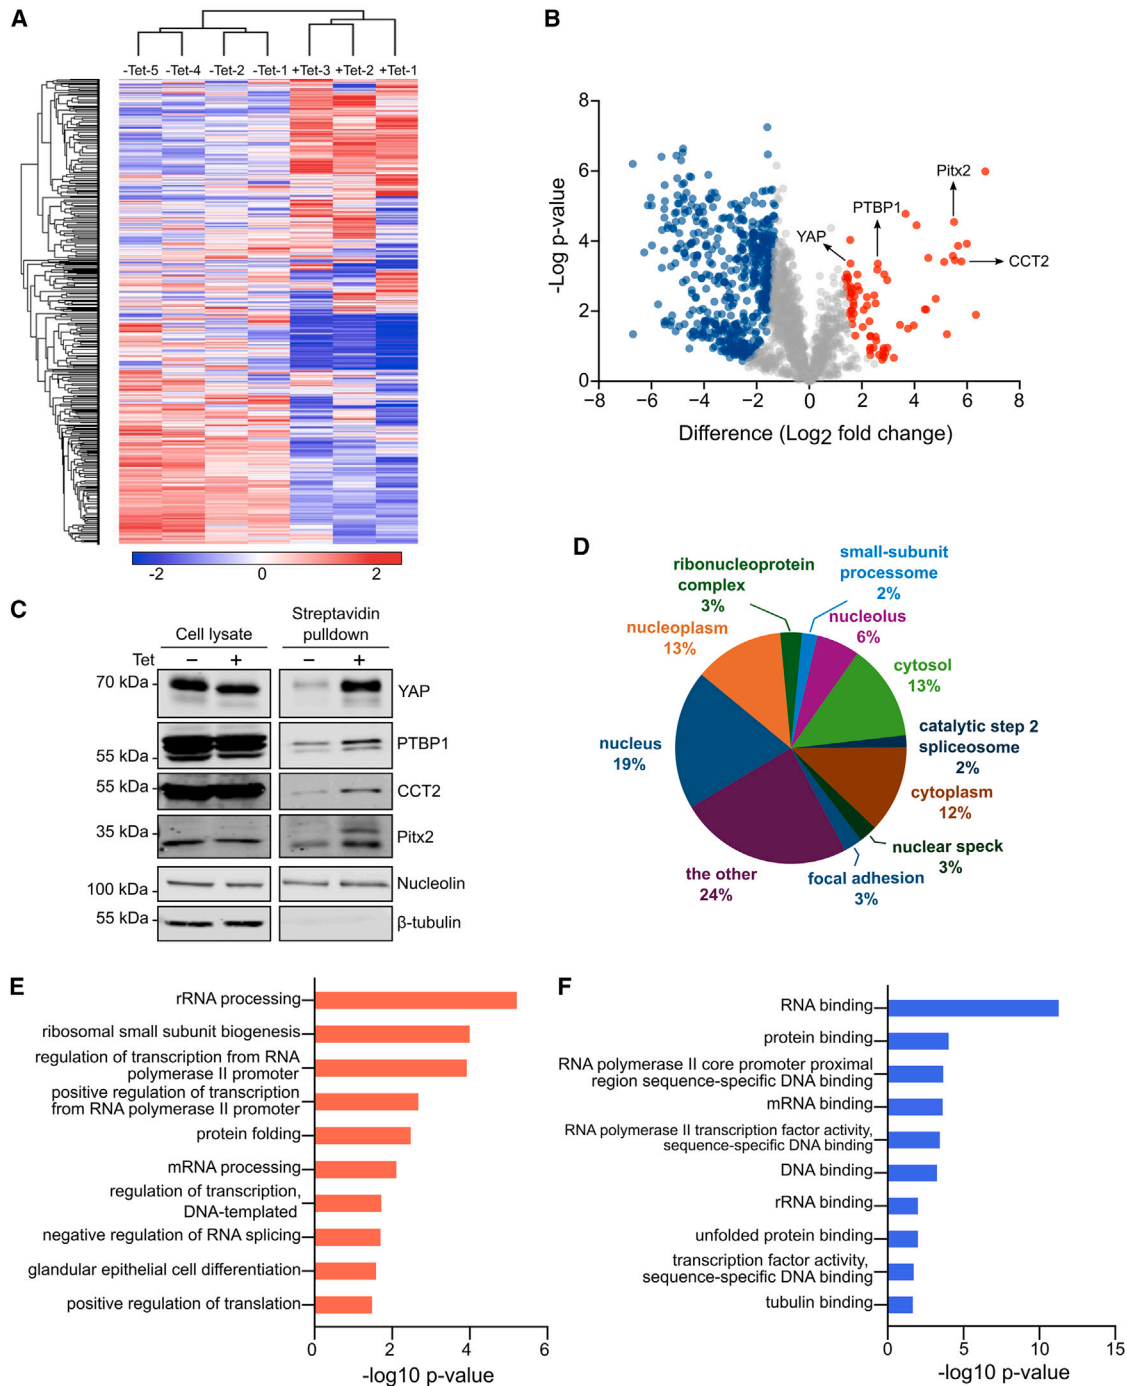 A
-Tet-5 -Tet-4 -Tet-2 -Tet-1 +Tet-3 +Tet-2 +Tet-1
-2 0 2
B
8
6
4
2
0
-Log p-value
−8 −6 −4 −2 0 2 4 6 8
Difference (Log2 fold change)
Pitx2
PTBP1
YAP
CCT2
C
Cell lysate
Streptavidin
pulldown
Tet − + − +
70 kDa
YAP
PTBP1
55 kDa
55 kDa
CCT2
35 kDa
Pitx2
Nucleolin
100 kDa
55 kDa
β-tubulin
D
ribonucleoprotein
complex
3%
small-subunit
processome
2%
nucleolus
6%
nucleoplasm
13%
cytosol
13%
catalytic step 2
spliceosome
2%
nucleus
19%
cytoplasm
12%
nuclear speck
3%
focal adhesion
3%
the other
24%
E
rRNA processing
ribosomal small subunit biogenesis
regulation of transcription from RNA
polymerase II promoter
positive regulation of transcription
from RNA polymerase II promoter
protein folding
mRNA processing
regulation of transcription,
DNA-templated
negative regulation of RNA splicing
glandular epithelial cell differentiation
positive regulation of translation
0 2 4 6
-log10 p-value
F
RNA binding
protein binding
RNA polymerase II core promoter proximal
region sequence-specific DNA binding
mRNA binding
RNA polymerase II transcription factor activity,
sequence-specific DNA binding
DNA binding
rRNA binding
unfolded protein binding
transcription factor activity,
sequence-specific DNA binding
tubulin binding
0 5 10 15
-log10 p-value